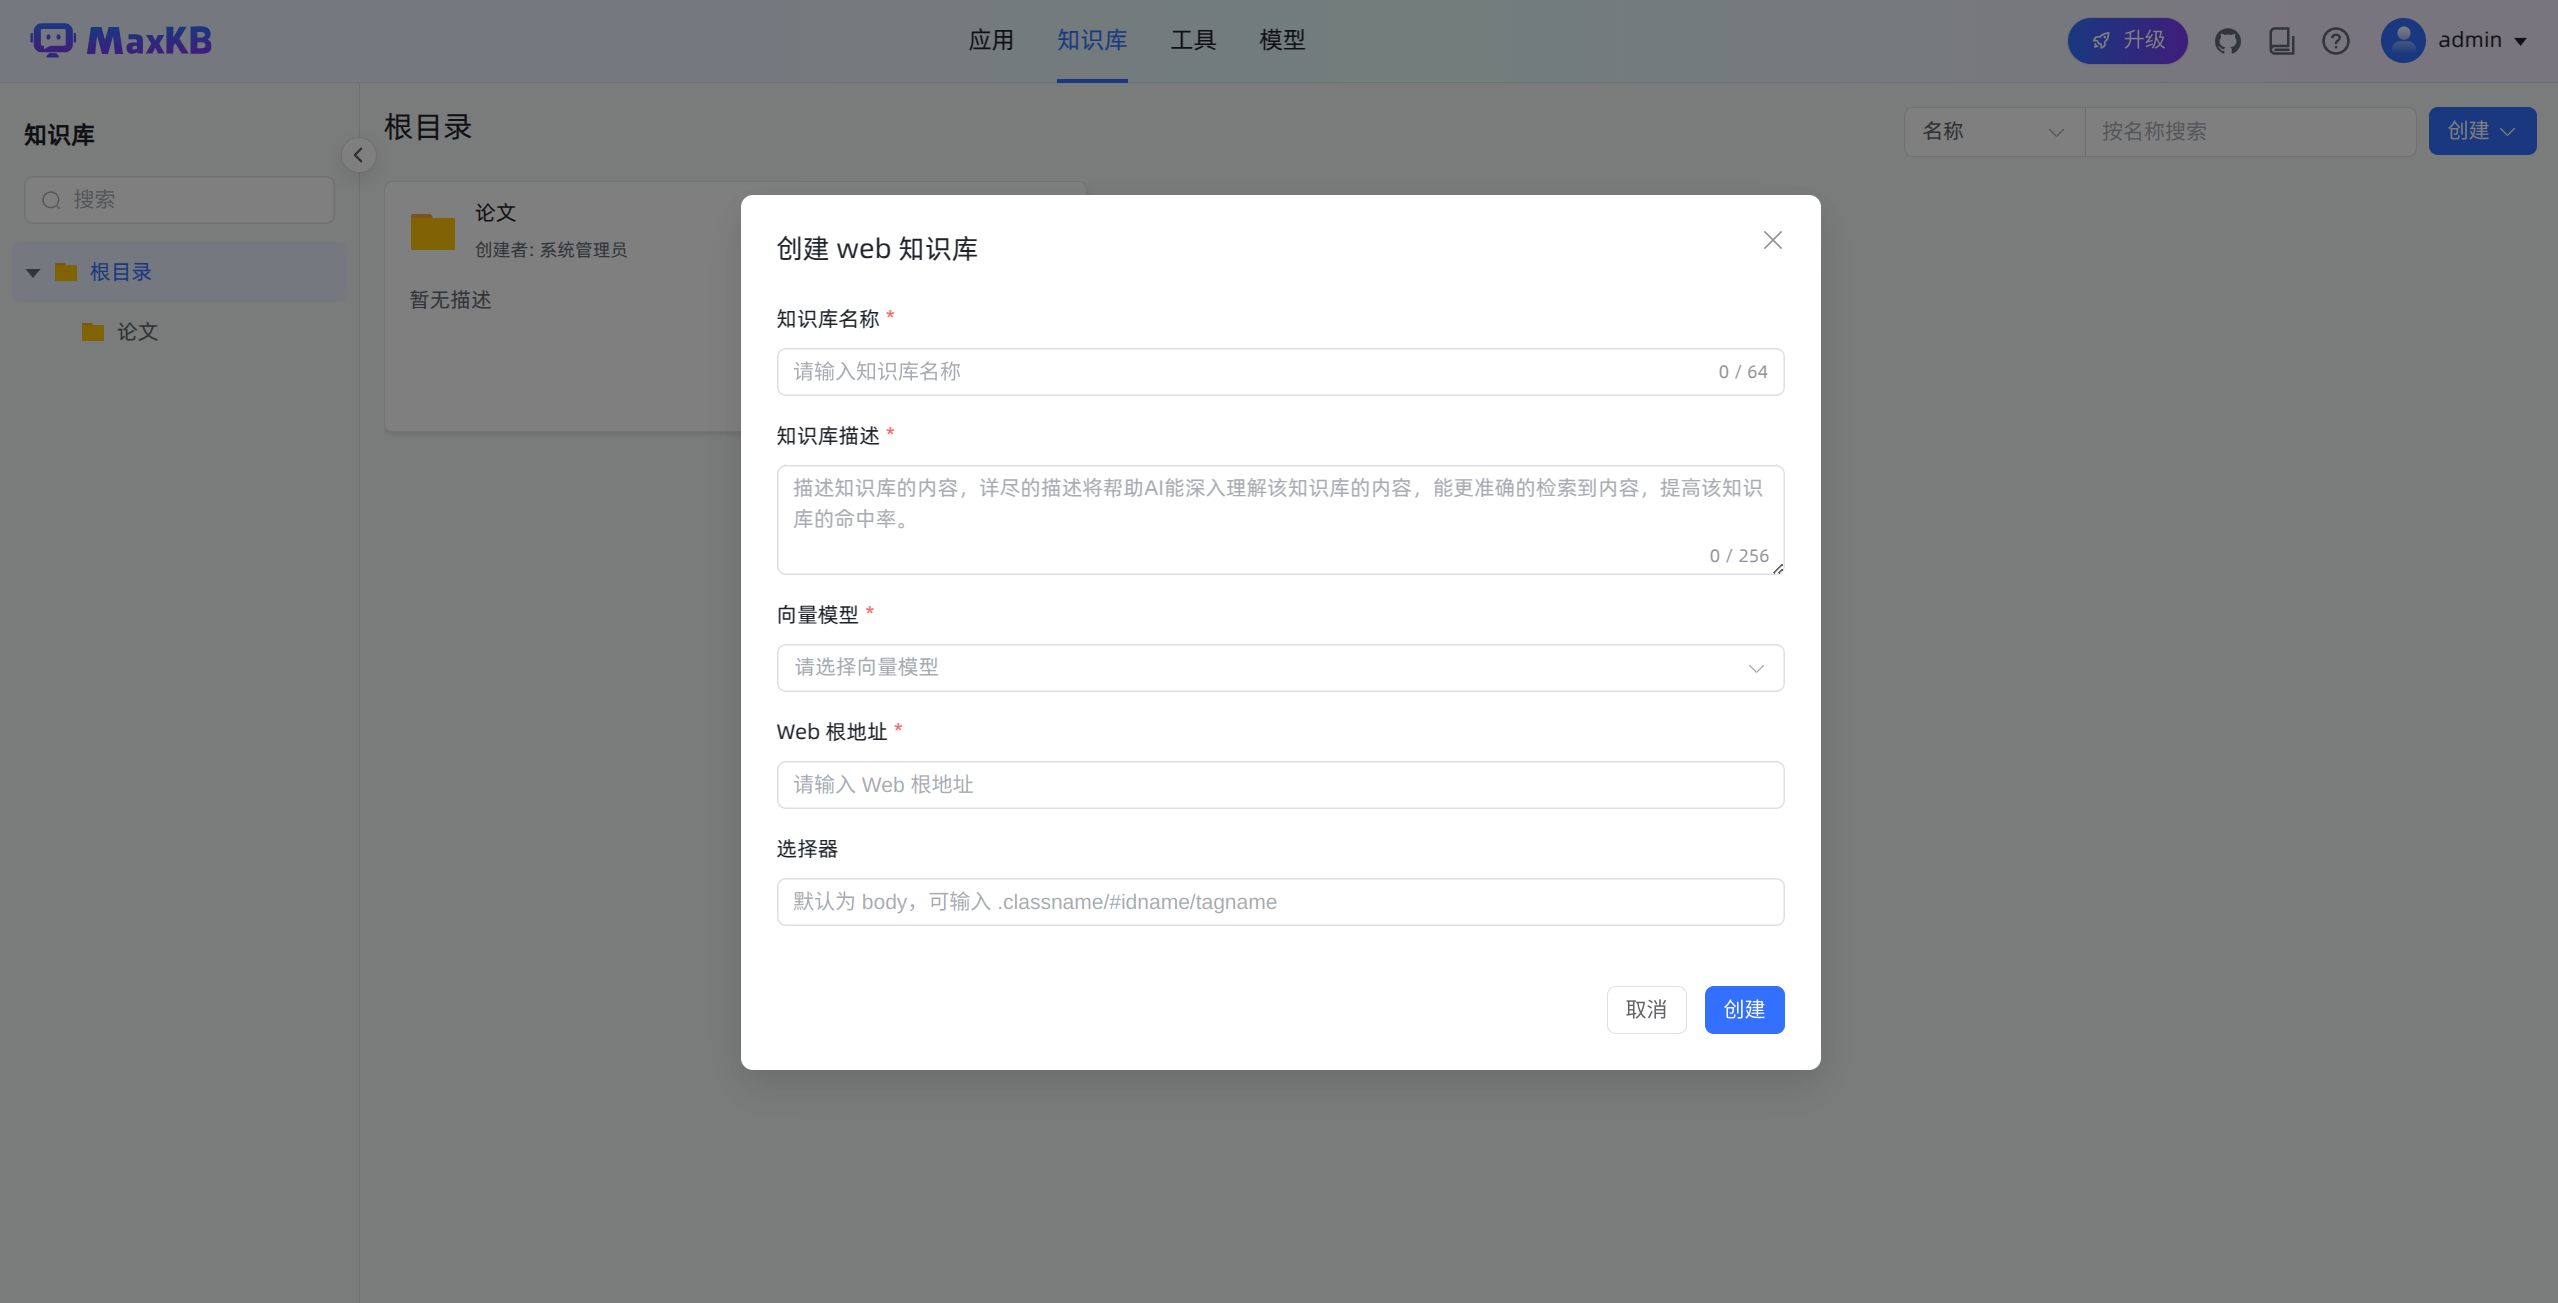 MaxKB
应用
知识库
工具
模型
升级
admin
知识库
搜索
根目录
论文
根目录
名称
按名称搜索
创建
论文
创建者: 系统管理员
暂无描述
创建 web 知识库
知识库名称 *
请输入知识库名称
0 / 64
知识库描述 *
描述知识库的内容，详尽的描述将帮助AI能深入理解该知识库的内容，能更准确的检索到内容，提高该知识
库的命中率。
0 / 256
向量模型 *
请选择向量模型
Web 根地址 *
请输入 Web 根地址
选择器
默认为 body，可输入 .classname/#idname/tagname
取消
创建